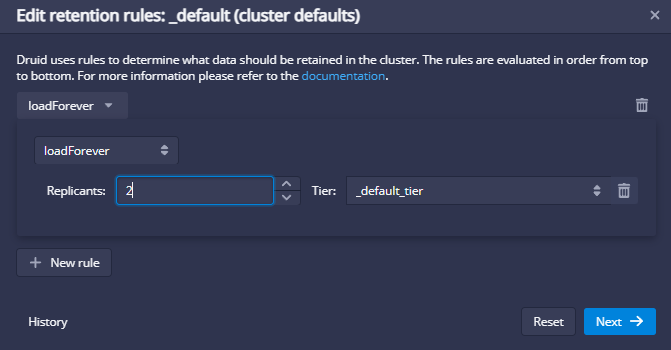 Edit retention rules: _default (cluster defaults)
Druid uses rules to determine what data should be retained in the cluster. The rules are evaluated in order from top
to bottom. For more information please refer to the documentation.
loadForever
loadForever
Replicants: 2 Tier: _default_tier
New rule
History Reset Next